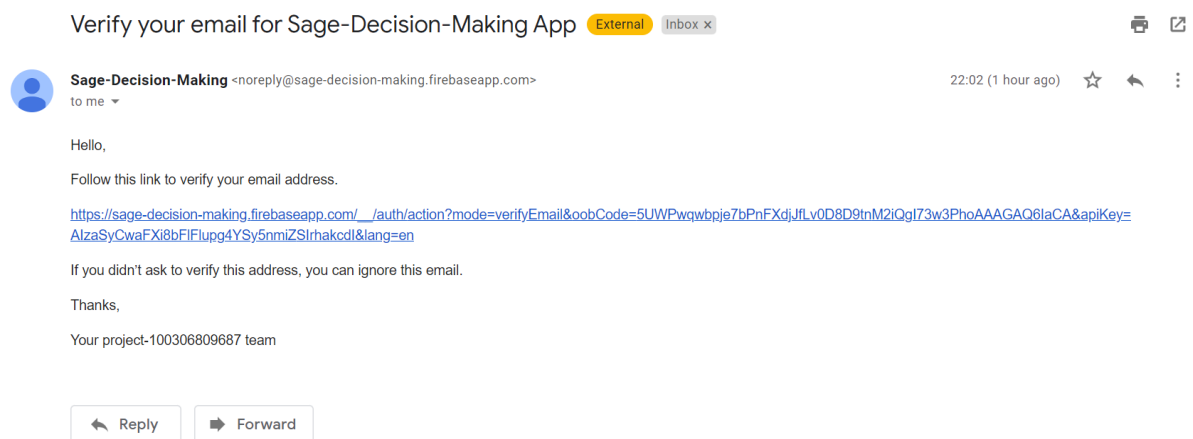 Verify your email for Sage-Decision-Making App External Inbox ×
Sage-Decision-Making <noreply@sage-decision-making.firebaseapp.com> 22:02 (1 hour ago)
to me
Hello,
Follow this link to verify your email address.
https://sage-decision-making.firebaseapp.com/__/auth/action?mode=verifyEmail&oobCode=5UWPwqwbpje7bPnFXdjJfLv0D8D9tnM2iQgI73w3PhoAAAGAQ6IaCA&apiKey=
AIzaSyCwaFXi8bFIFlupg4YSy5nmiZSIrhakcdI&lang=en
If you didn’t ask to verify this address, you can ignore this email.
Thanks,
Your project-100306809687 team
Reply Forward